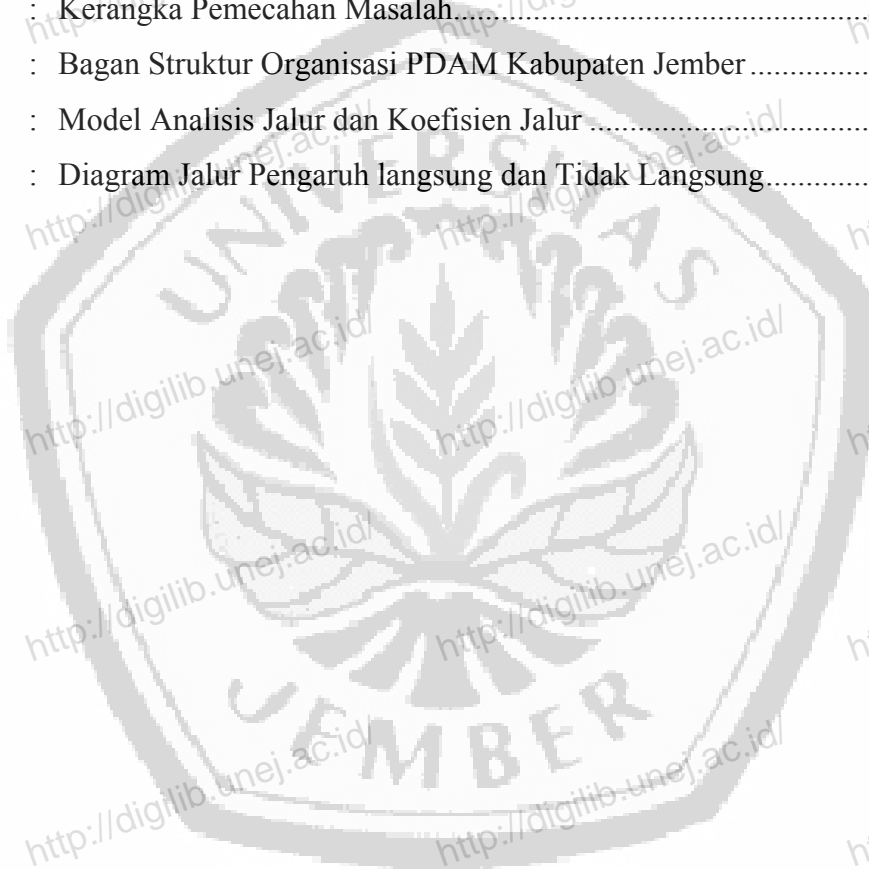 : Kerangka Pemecahan Masalah..........................................................
: Bagan Struktur Organisasi PDAM Kabupaten Jember ...............
: Model Analisis Jalur dan Koefisien Jalur ...................................
: Diagram Jalur Pengaruh langsung dan Tidak Langsung.............
UNIVERSITAS
JEMBER
http://digilib.unej.ac.id/
http://digilib.unej.ac.id/
http://digilib.unej.ac.id/
http://digilib.unej.ac.id/
http://digilib.unej.ac.id/
http://digilib.unej.ac.id/
http://digilib.unej.ac.id/
http://digilib.unej.ac.id/